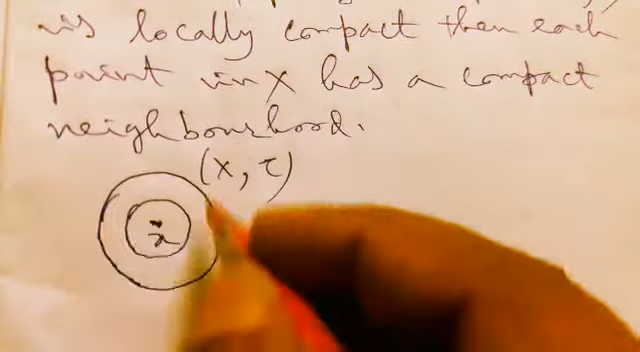 is locally compact then each
point in X has a compact
neighbourhood.
(X, τ)
x